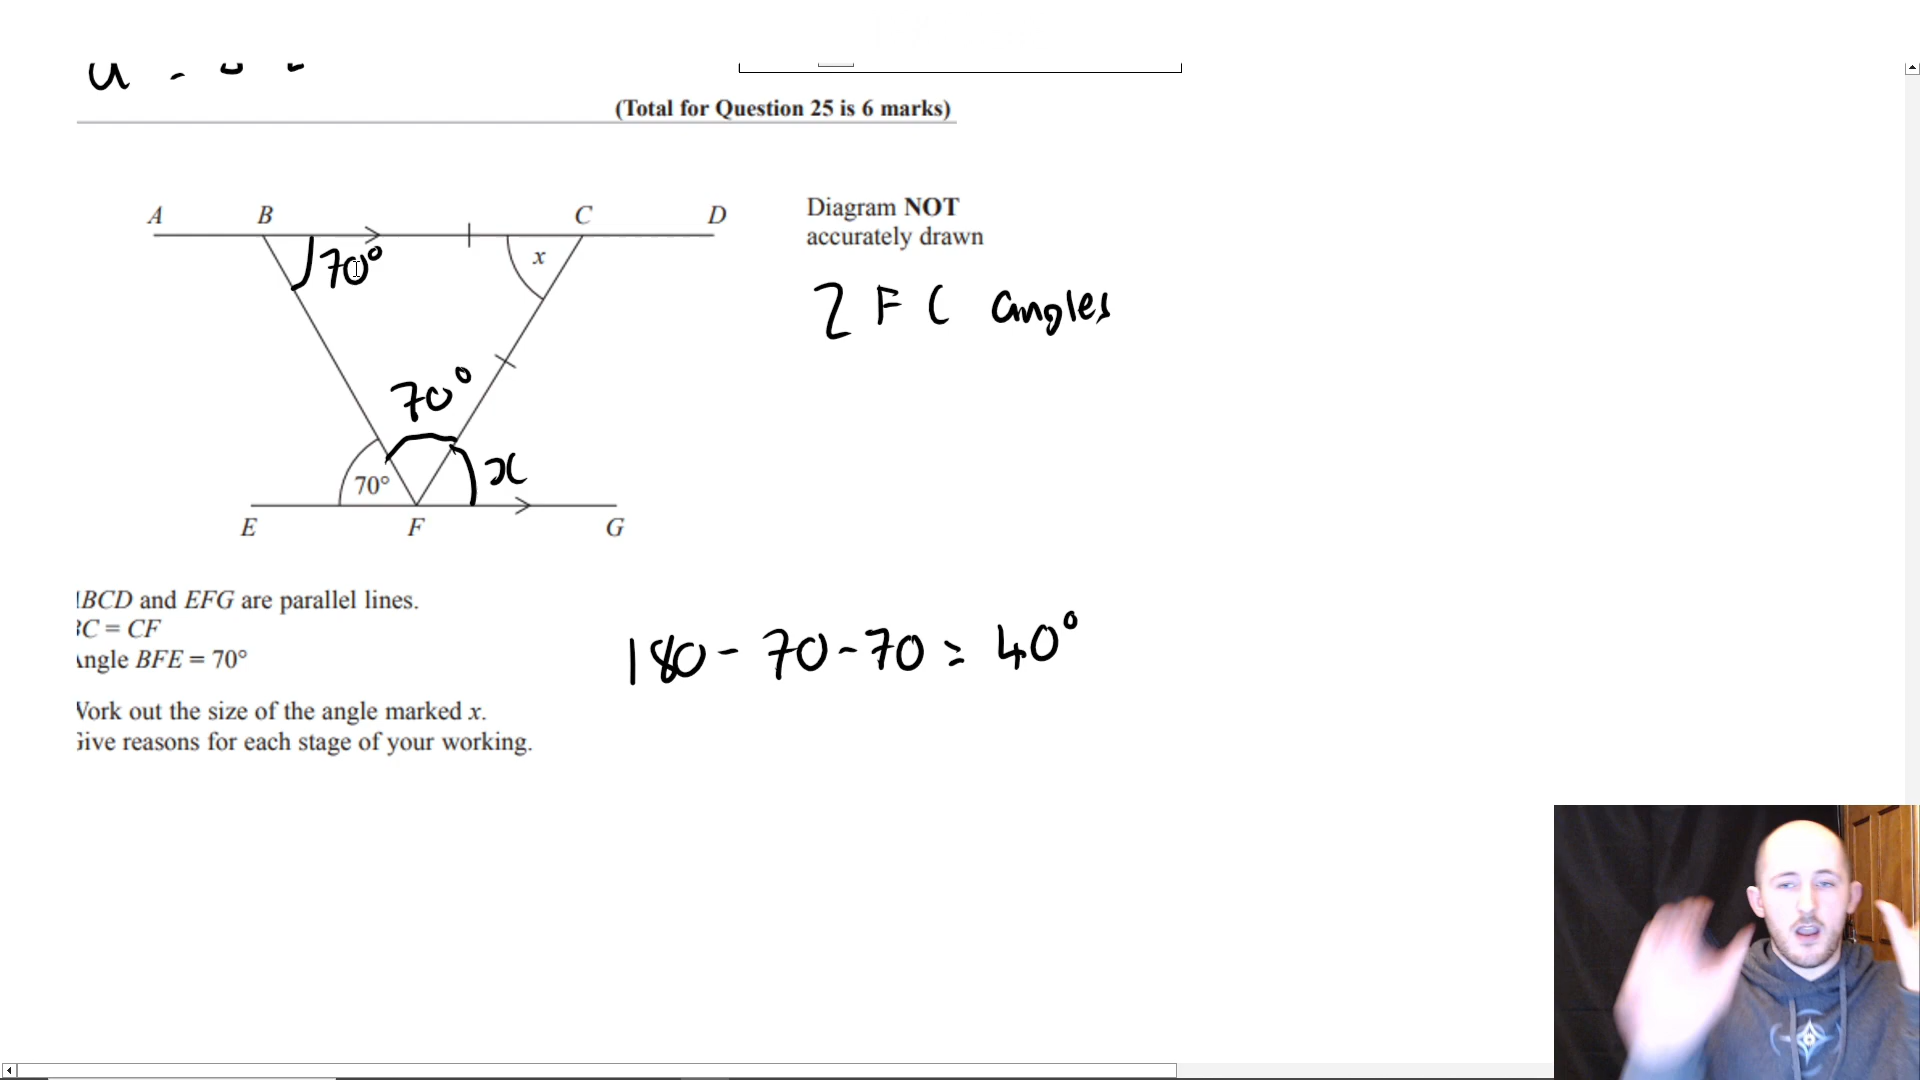 (Total for Question 25 is 6 marks)
A B C D
Diagram NOT
accurately drawn
70°
x
Z F C angles
70°
70° x
E F G
BCD and EFG are parallel lines.
C = CF
ngle BFE = 70°
180 - 70 - 70 = 40°
ork out the size of the angle marked x.
ive reasons for each stage of your working.